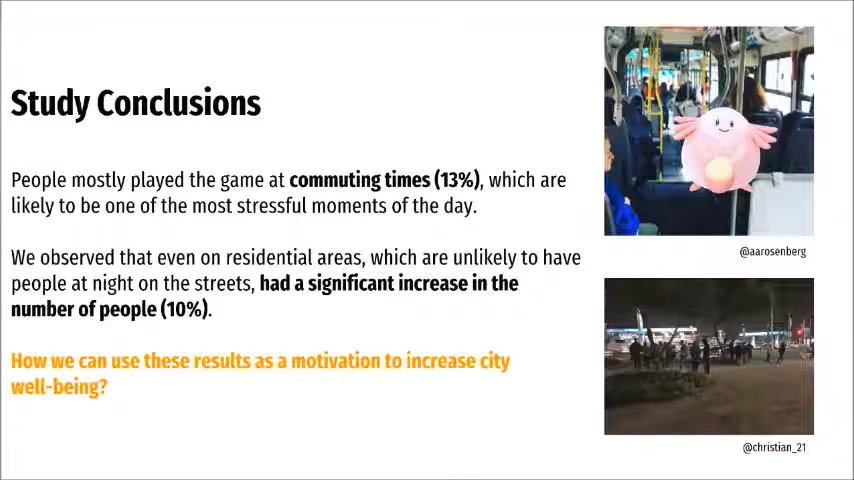 Study Conclusions
People mostly played the game at commuting times (13%), which are
likely to be one of the most stressful moments of the day.
We observed that even on residential areas, which are unlikely to have
people at night on the streets, had a significant increase in the
number of people (10%).
How we can use these results as a motivation to increase city
well-being?
@aarosenberg
@christian_21